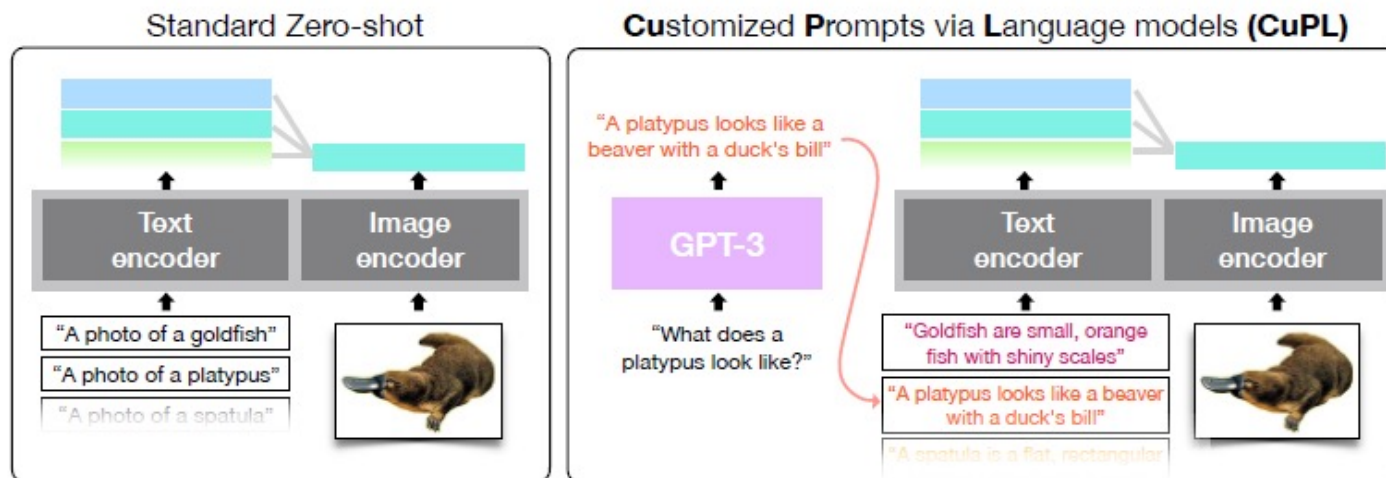 Standard Zero-shot
Text
encoder
Image
encoder
“A photo of a goldfish”
“A photo of a platypus”
“A photo of a spatula”
Customized Prompts via Language models (CuPL)
“A platypus looks like a
beaver with a duck's bill”
GPT-3
“What does a
platypus look like?”
Text
encoder
Image
encoder
“Goldfish are small, orange
fish with shiny scales”
“A platypus looks like a beaver
with a duck's bill”
“A spatula is a flat, rectangular